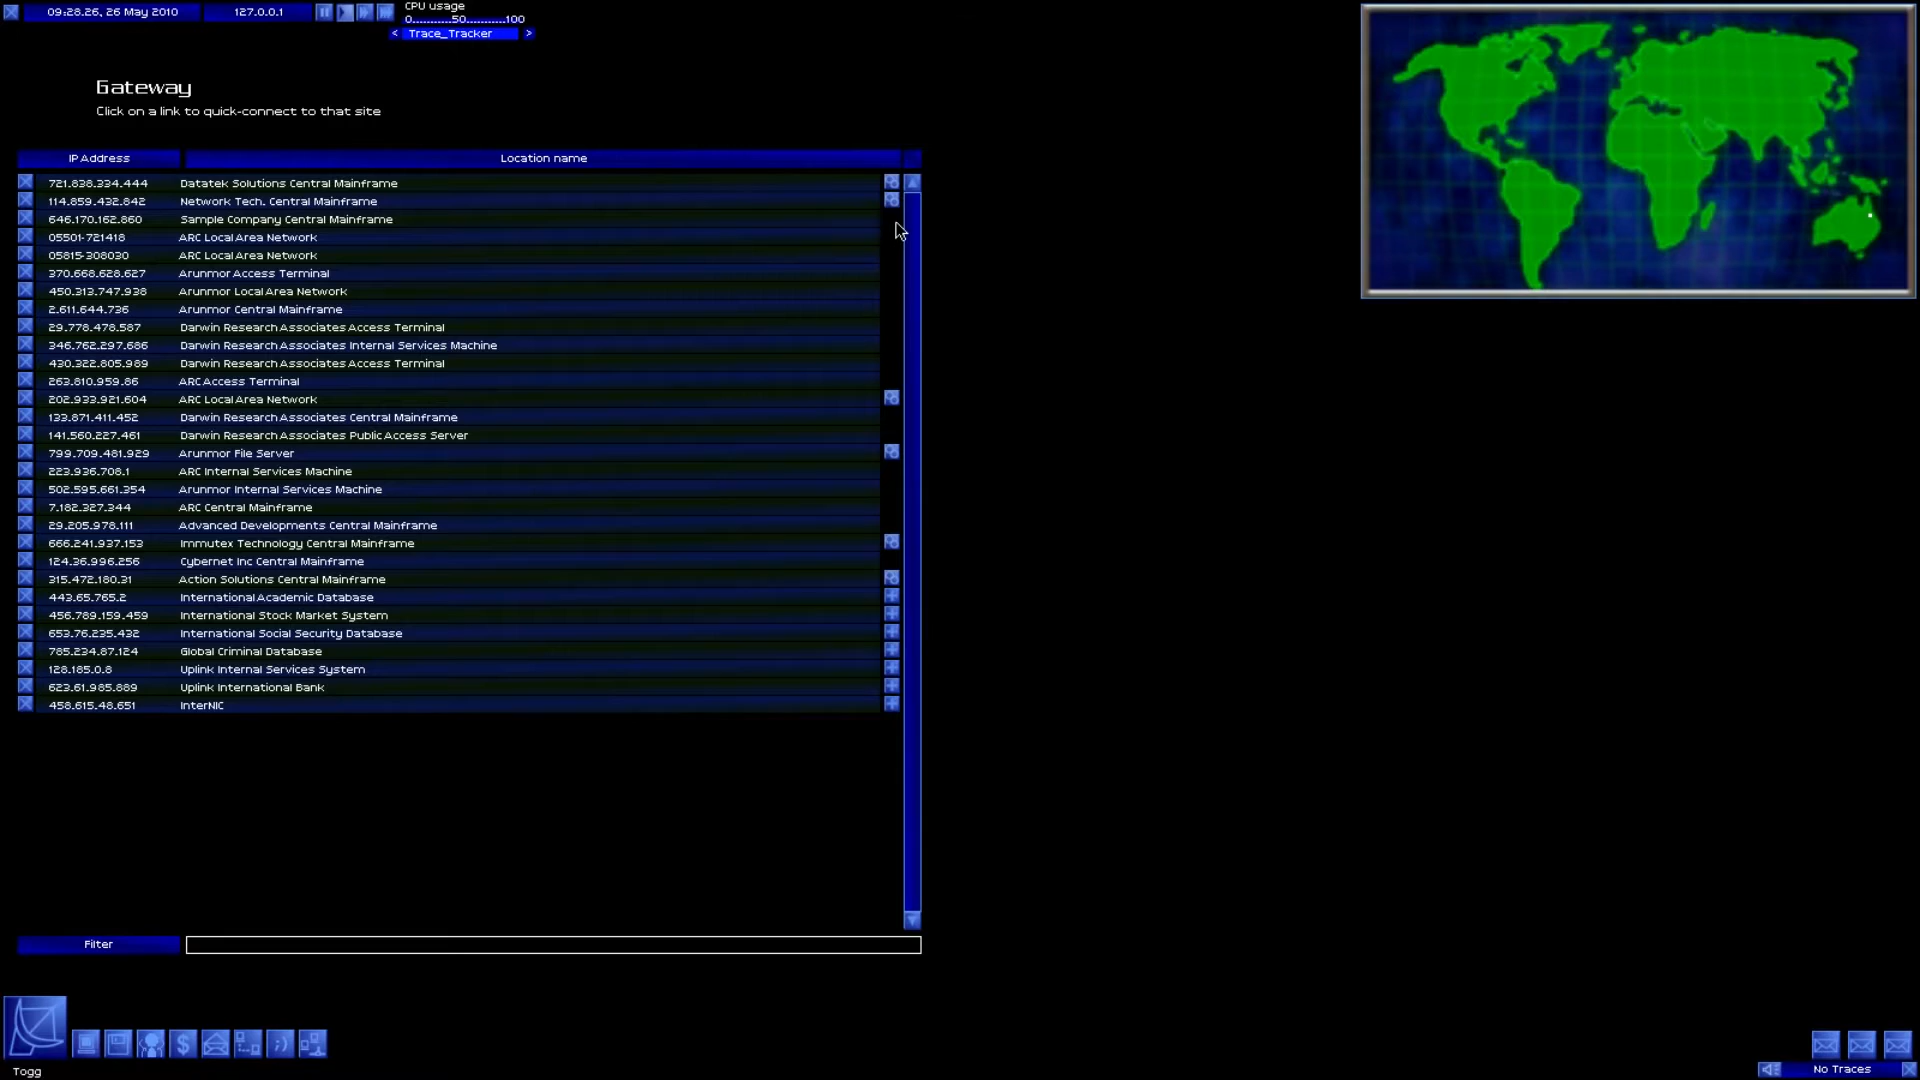 09:28.26, 26 May 2010
127.0.0.1
CPU usage
0............50...........100
< Trace_Tracker >
Gateway
Click on a link to quick-connect to that site
IP Address Location name
721.838.334.444 Datatek Solutions Central Mainframe
114.859.432.842 Network Tech. Central Mainframe
646.170.162.860 Sample Company Central Mainframe
05501-721418 ARC Local Area Network
05815-308030 ARC Local Area Network
370.668.628.627 Arunmor Access Terminal
450.313.747.938 Arunmor Local Area Network
2.611.644.736 Arunmor Central Mainframe
29.778.478.587 Darwin Research Associates Access Terminal
346.762.297.686 Darwin Research Associates Internal Services Machine
430.322.805.989 Darwin Research Associates Access Terminal
263.810.959.86 ARC Access Terminal
202.933.921.604 ARC Local Area Network
133.871.411.452 Darwin Research Associates Central Mainframe
141.560.227.461 Darwin Research Associates Public Access Server
799.709.481.929 Arunmor File Server
223.936.708.1 ARC Internal Services Machine
502.595.661.354 Arunmor Internal Services Machine
7.182.327.344 ARC Central Mainframe
29.205.978.111 Advanced Developments Central Mainframe
666.241.937.153 Immutex Technology Central Mainframe
124.36.996.256 Cybernet Inc Central Mainframe
315.472.180.31 Action Solutions Central Mainframe
443.65.765.2 International Academic Database
456.789.159.459 International Stock Market System
653.76.235.432 International Social Security Database
785.234.87.124 Global Criminal Database
128.185.0.8 Uplink Internal Services System
623.61.985.889 Uplink International Bank
458.615.48.651 InterNIC
Filter
Togg
No Traces